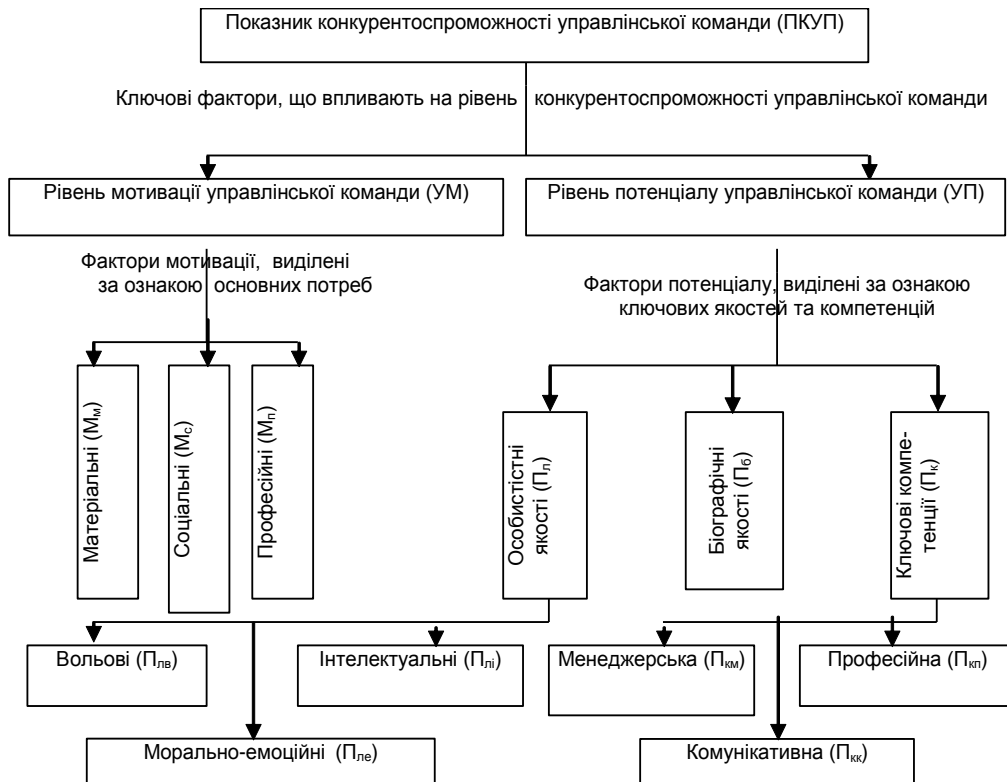 Показник конкурентоспроможності управлінської команди (ПКУП)
Ключові фактори, що впливають на рівень конкурентоспроможності управлінської команди
Рівень мотивації управлінської команди (УМ)
Рівень потенціалу управлінської команди (УП)
Фактори мотивації, виділені
за ознакою основних потреб
Фактори потенціалу, виділені за ознакою
ключових якостей та компетенцій
Матеріальні (Мм)
Соціальні (Мс)
Професійні (Мп)
Особистістні
якості (Пл)
Біографічні
якості (Пб)
Ключові компе-
тенції (Пк)
Вольові (Плв)
Інтелектуальні (Плі)
Менеджерська (Пкм)
Професійна (Пкп)
Морально-емоційні (Пле)
Комунікативна (Пкк)